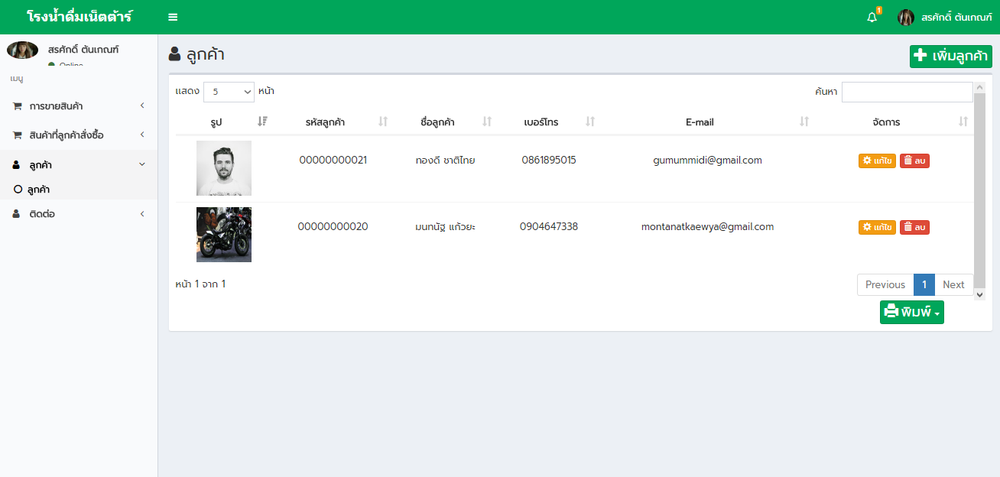 โรงน้ำดื่มเน็ตต้าร์
1
สรศักดิ์ ตันเกณฑ์
สรศักดิ์ ตันเกณฑ์
Online
เมนู
การขายสินค้า
สินค้าที่ลูกค้าสั่งซื้อ
ลูกค้า
ลูกค้า
ติดต่อ
ลูกค้า
เพิ่มลูกค้า
แสดง 5 หน้า
ค้นหา
รูป รหัสลูกค้า ชื่อลูกค้า เบอร์โทร E-mail จัดการ
00000000021 ทองดี ชาติไทย 0861895015 gumummidi@gmail.com แก้ไข ลบ
00000000020 มนทนัฐ แก้วยะ 0904647338 montanatkaewya@gmail.com แก้ไข ลบ
หน้า 1 จาก 1
Previous 1 Next
พิมพ์